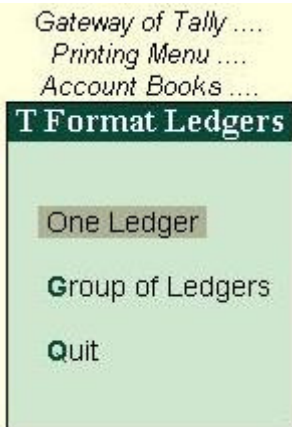 Gateway of Tally ....
Printing Menu ....
Account Books ....
T Format Ledgers
One Ledger
Group of Ledgers
Quit